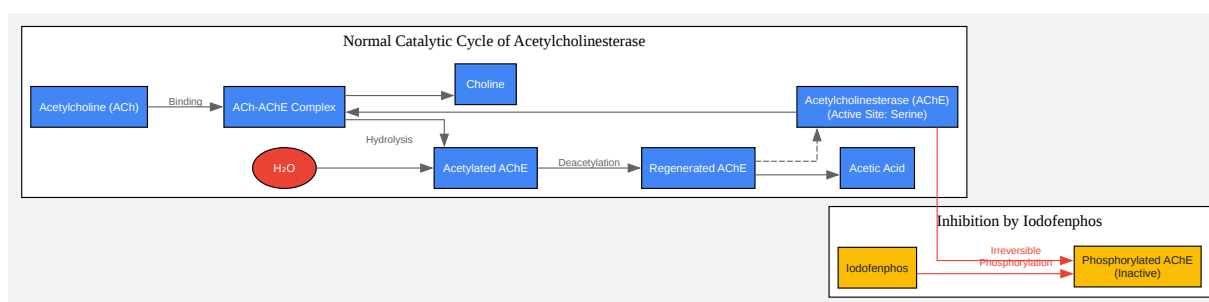 Normal Catalytic Cycle of Acetylcholinesterase
Choline
Acetylcholine (ACh)
Binding
ACh-AChE Complex
Acetylcholinesterase (AChE)
(Active Site: Serine)
Hydrolysis
H₂O
Acetylated AChE
Deacetylation
Regenerated AChE
Acetic Acid
Inhibition by Iodofenphos
Iodofenphos
Irreversible
Phosphorylation
Phosphorylated AChE
(Inactive)